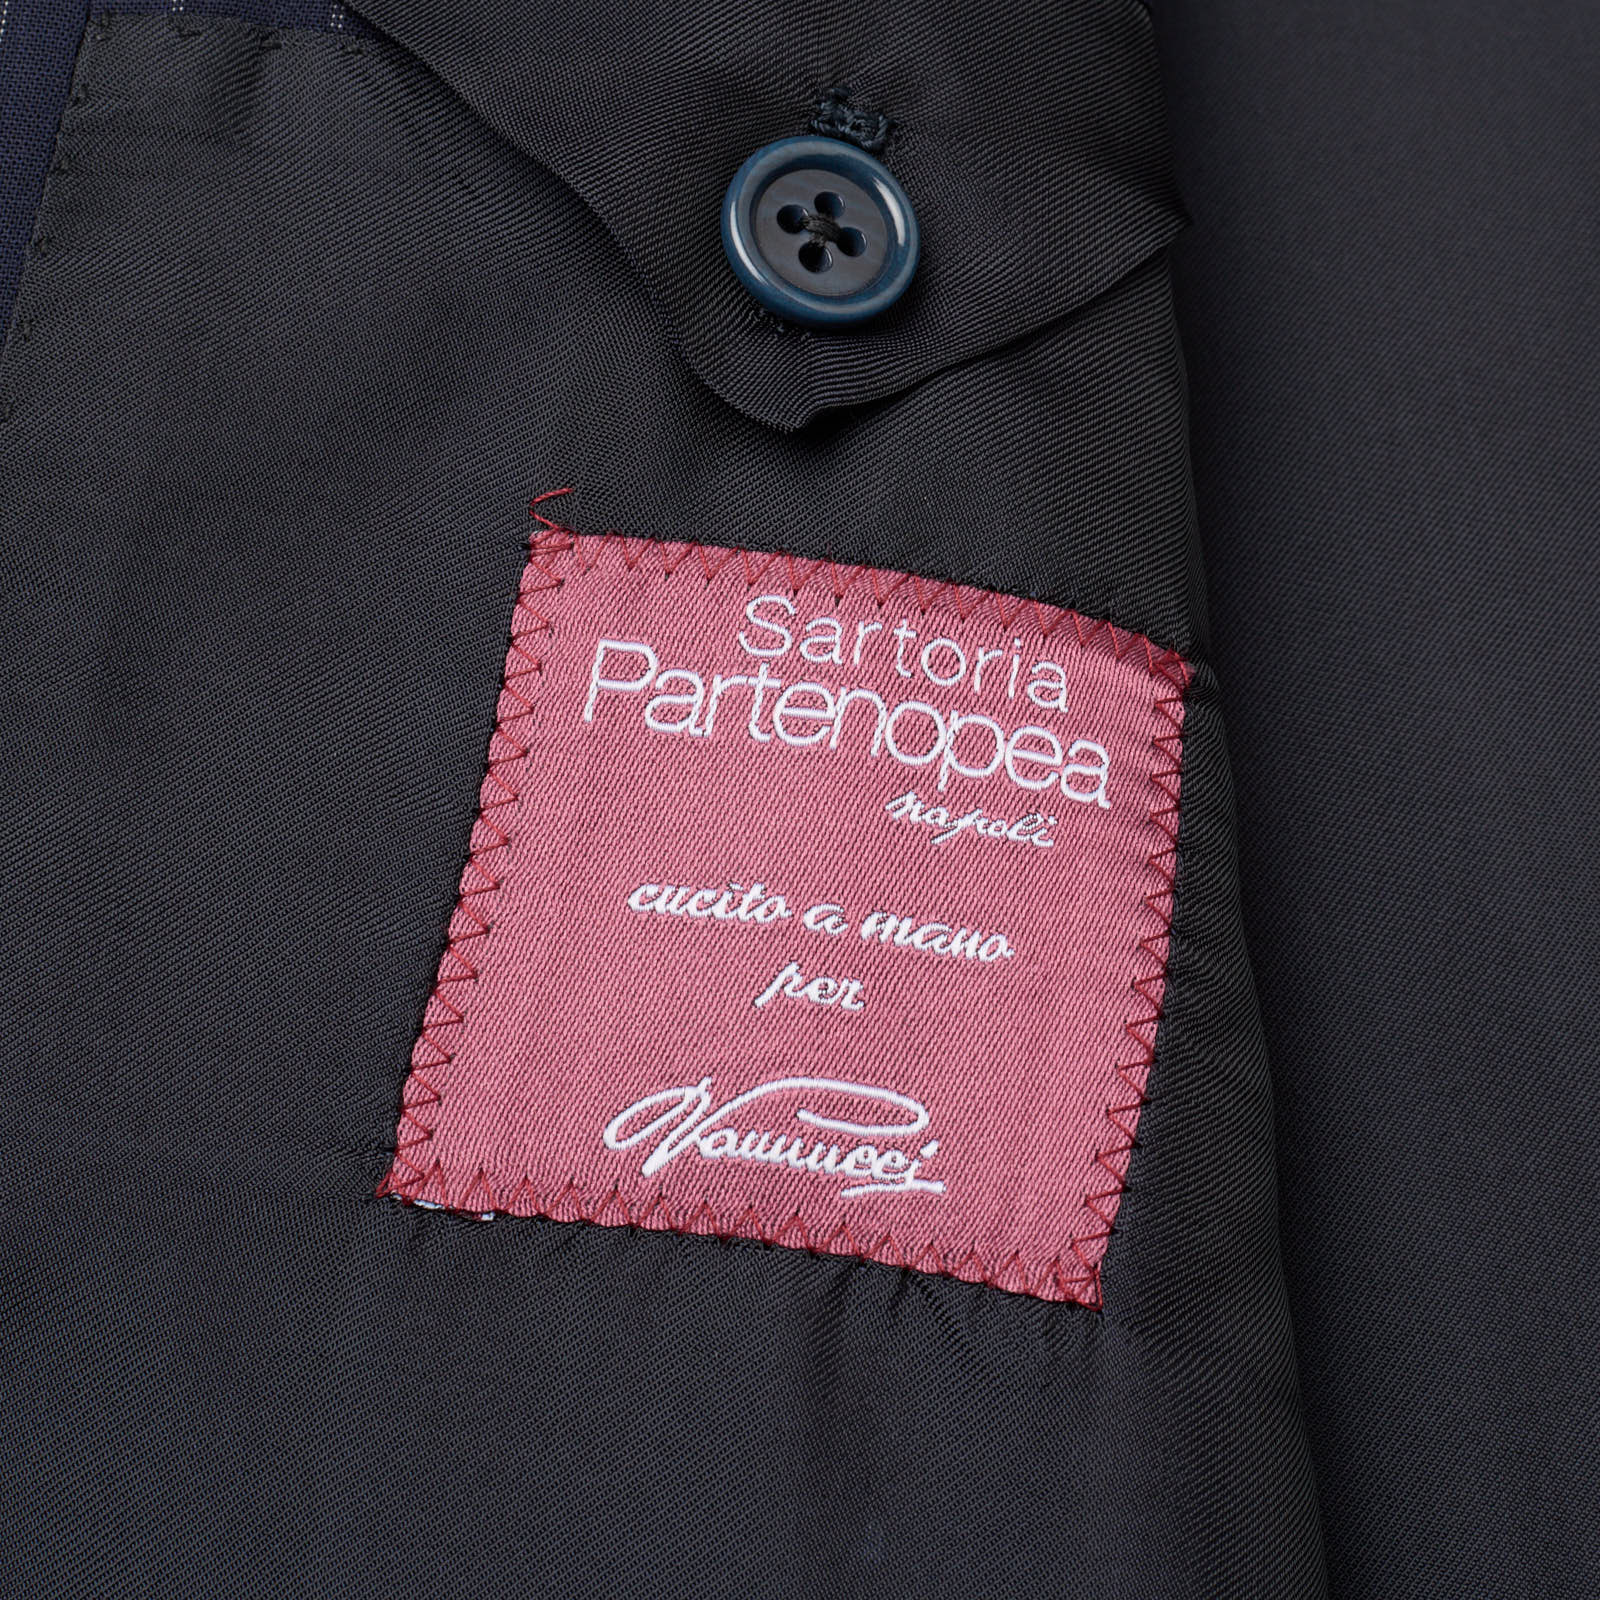 Sartoria
Partenopea
napoli
cucito a mano
per
Vannucci